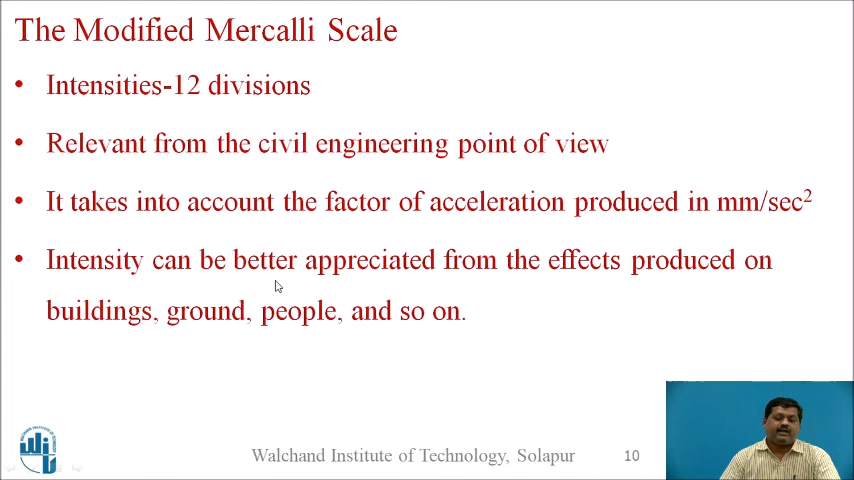 The Modified Mercalli Scale
• Intensities-12 divisions
• Relevant from the civil engineering point of view
• It takes into account the factor of acceleration produced in mm/sec²
• Intensity can be better appreciated from the effects produced on
buildings, ground, people, and so on.
Walchand Institute of Technology, Solapur 10